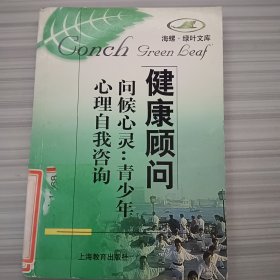 Conch Green Leaf
海螺·绿叶文库
健康顾问
问候心灵：青少年
心理自我咨询
上海教育出版社